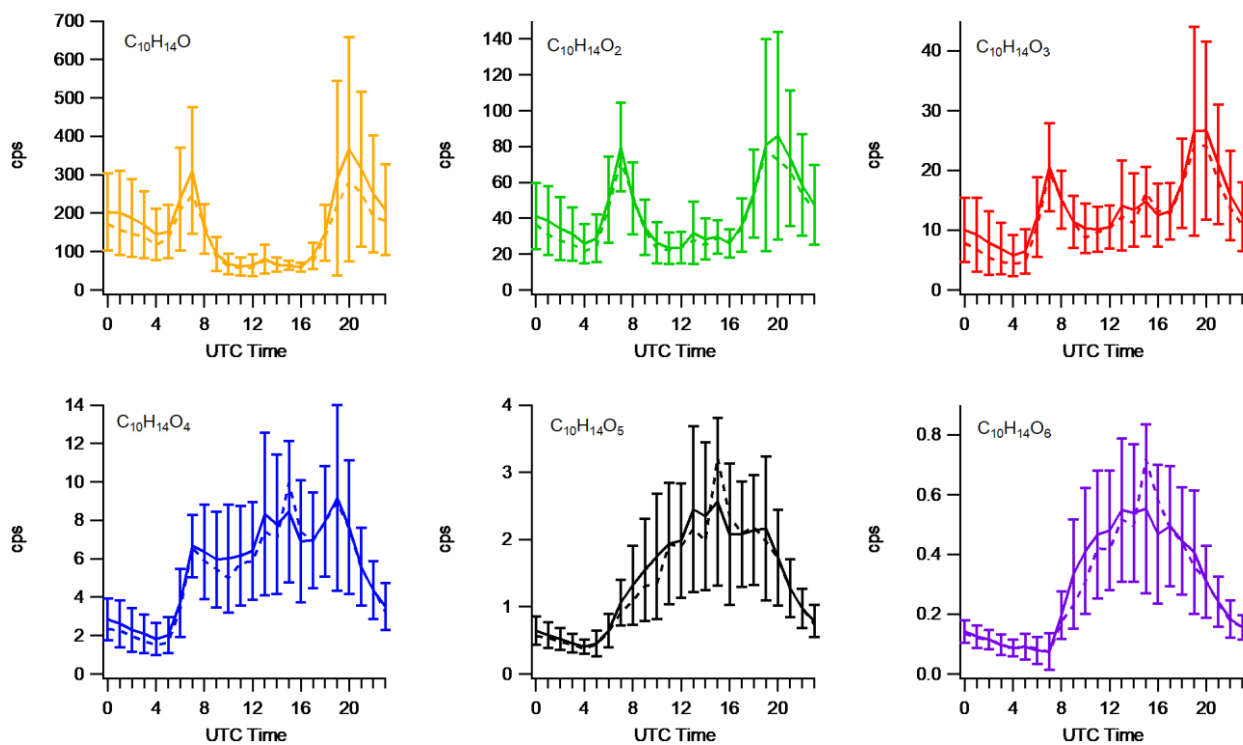 C10H14O
700
600
500
400
300
200
100
0
cps
0 4 8 12 16 20
UTC Time
C10H14O2
140
120
100
80
60
40
20
0
cps
0 4 8 12 16 20
UTC Time
C10H14O3
40
30
20
10
0
cps
0 4 8 12 16 20
UTC Time
C10H14O4
14
12
10
8
6
4
2
0
cps
0 4 8 12 16 20
UTC Time
C10H14O5
4
3
2
1
0
cps
0 4 8 12 16 20
UTC Time
C10H14O6
0.8
0.6
0.4
0.2
0.0
cps
0 4 8 12 16 20
UTC Time